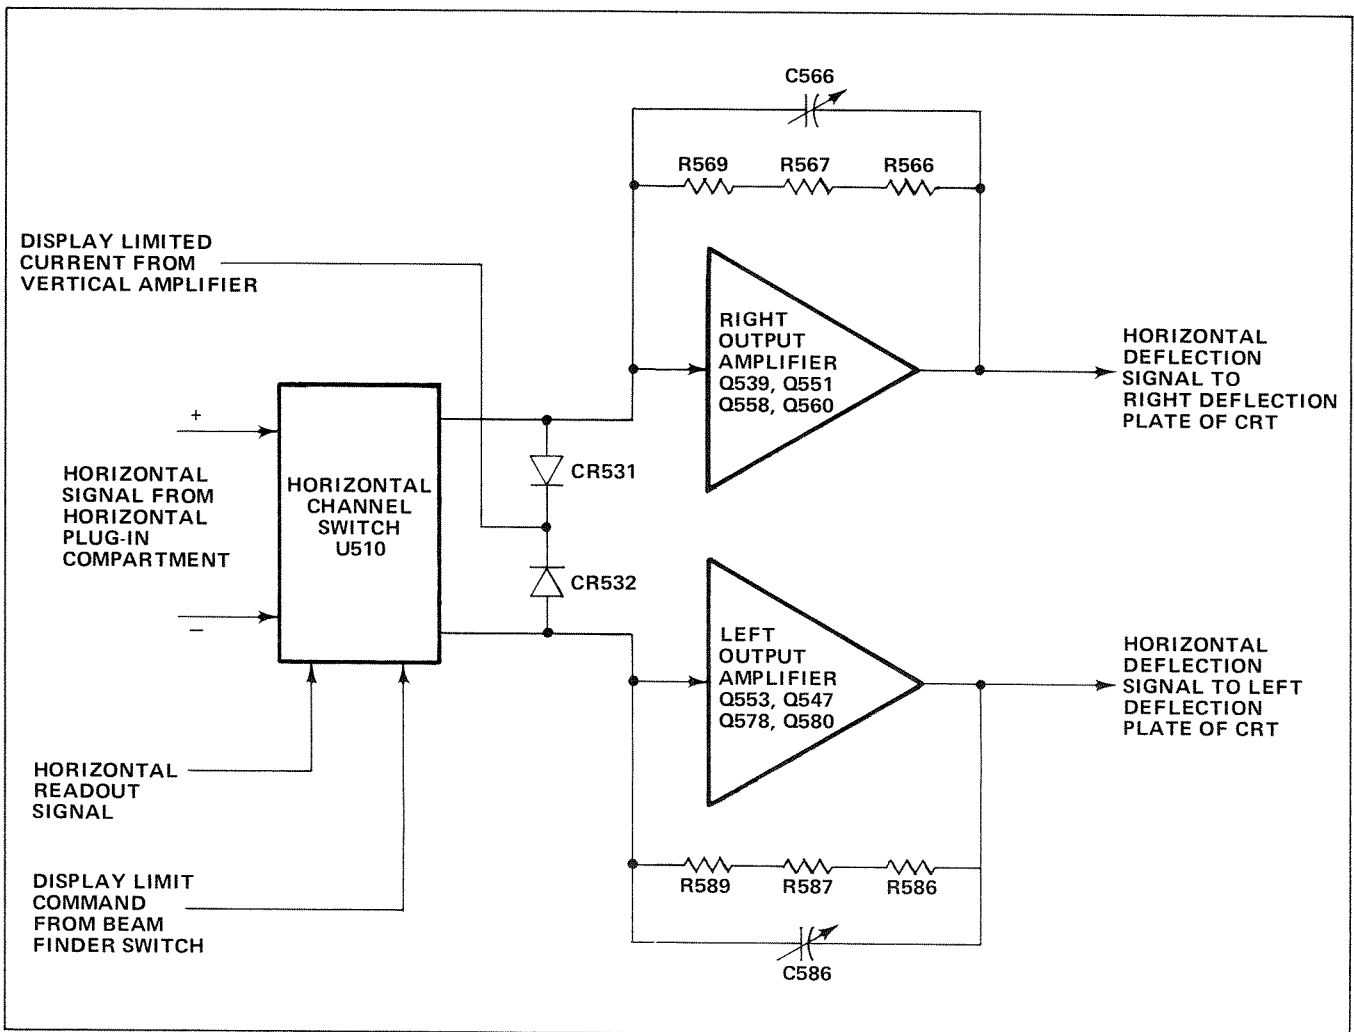 C566
R569 R567 R566
DISPLAY LIMITED
CURRENT FROM
VERTICAL AMPLIFIER
RIGHT
OUTPUT
AMPLIFIER
Q539, Q551
Q558, Q560
HORIZONTAL
DEFLECTION
SIGNAL TO
RIGHT DEFLECTION
PLATE OF CRT
+
HORIZONTAL
SIGNAL FROM
HORIZONTAL
PLUG-IN
COMPARTMENT
–
HORIZONTAL
CHANNEL
SWITCH
U510
CR531
CR532
LEFT
OUTPUT
AMPLIFIER
Q553, Q547
Q578, Q580
HORIZONTAL
DEFLECTION
SIGNAL TO LEFT
DEFLECTION
PLATE OF CRT
HORIZONTAL
READOUT
SIGNAL
DISPLAY LIMIT
COMMAND
FROM BEAM
FINDER SWITCH
R589 R587 R586
C586